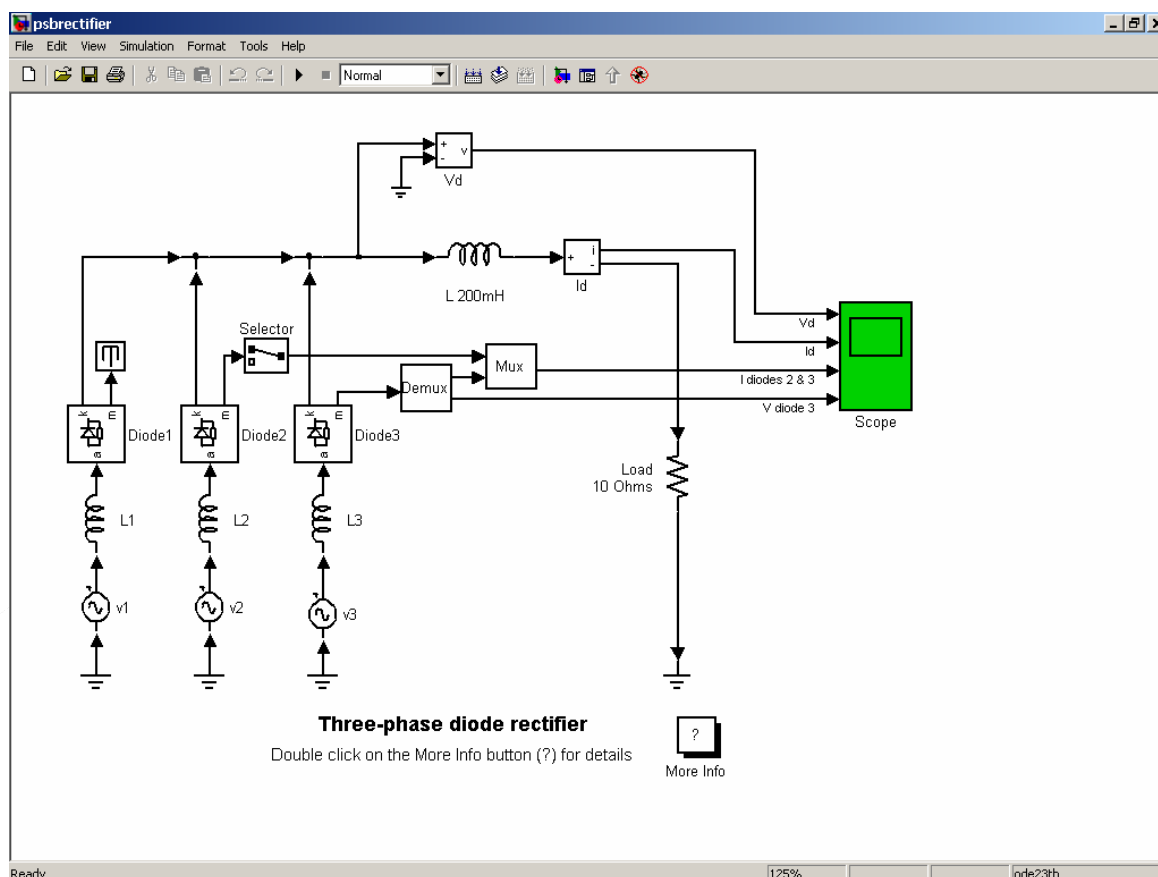 psbrectifier
File Edit View Simulation Format Tools Help
Normal
+
-
v
Vd
L 200mH
+
i
-
Id
Selector
Mux
Demux
Vd
Id
I diodes 2 & 3
V diode 3
Scope
k
m
a
Diode1
k
m
a
Diode2
k
m
a
Diode3
Load
10 Ohms
L1
L2
L3
v1
v2
v3
Three-phase diode rectifier
Double click on the More Info button (?) for details
?
More Info
Ready
125%
ode23tb